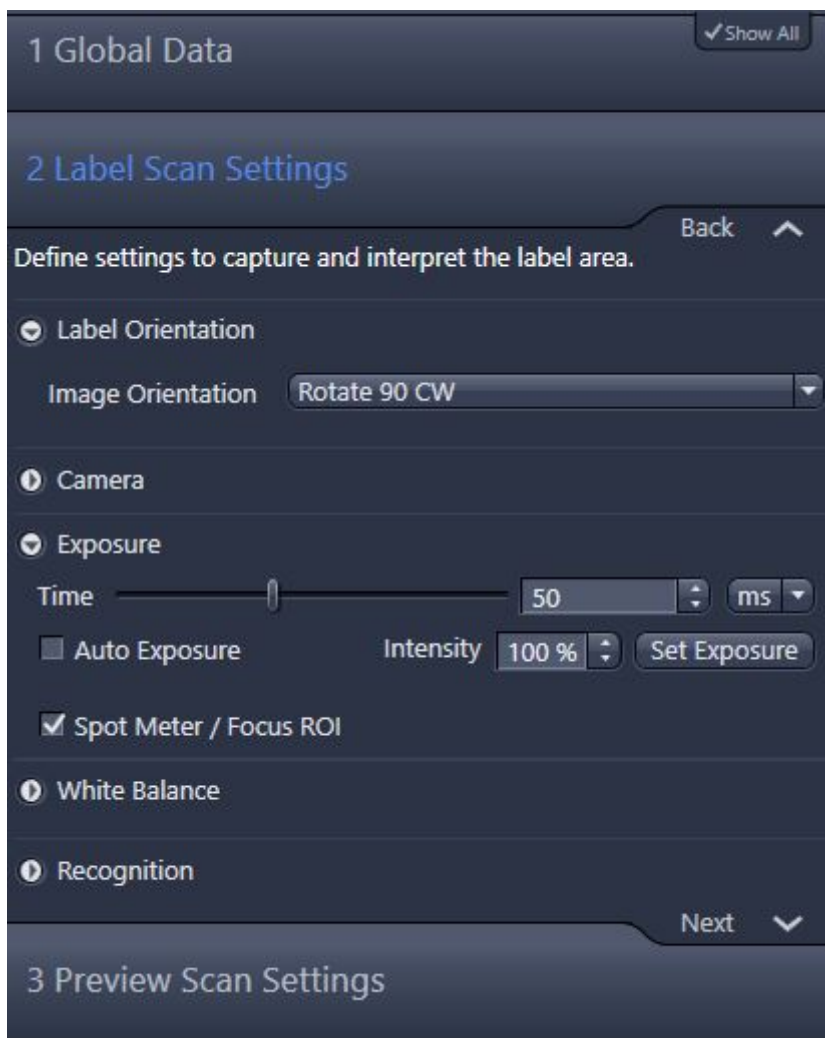 1 Global Data
Show All
2 Label Scan Settings
Back
Define settings to capture and interpret the label area.
Label Orientation
Image Orientation Rotate 90 CW
Camera
Exposure
Time 50 ms
Auto Exposure Intensity 100 % Set Exposure
Spot Meter / Focus ROI
White Balance
Recognition
Next
3 Preview Scan Settings